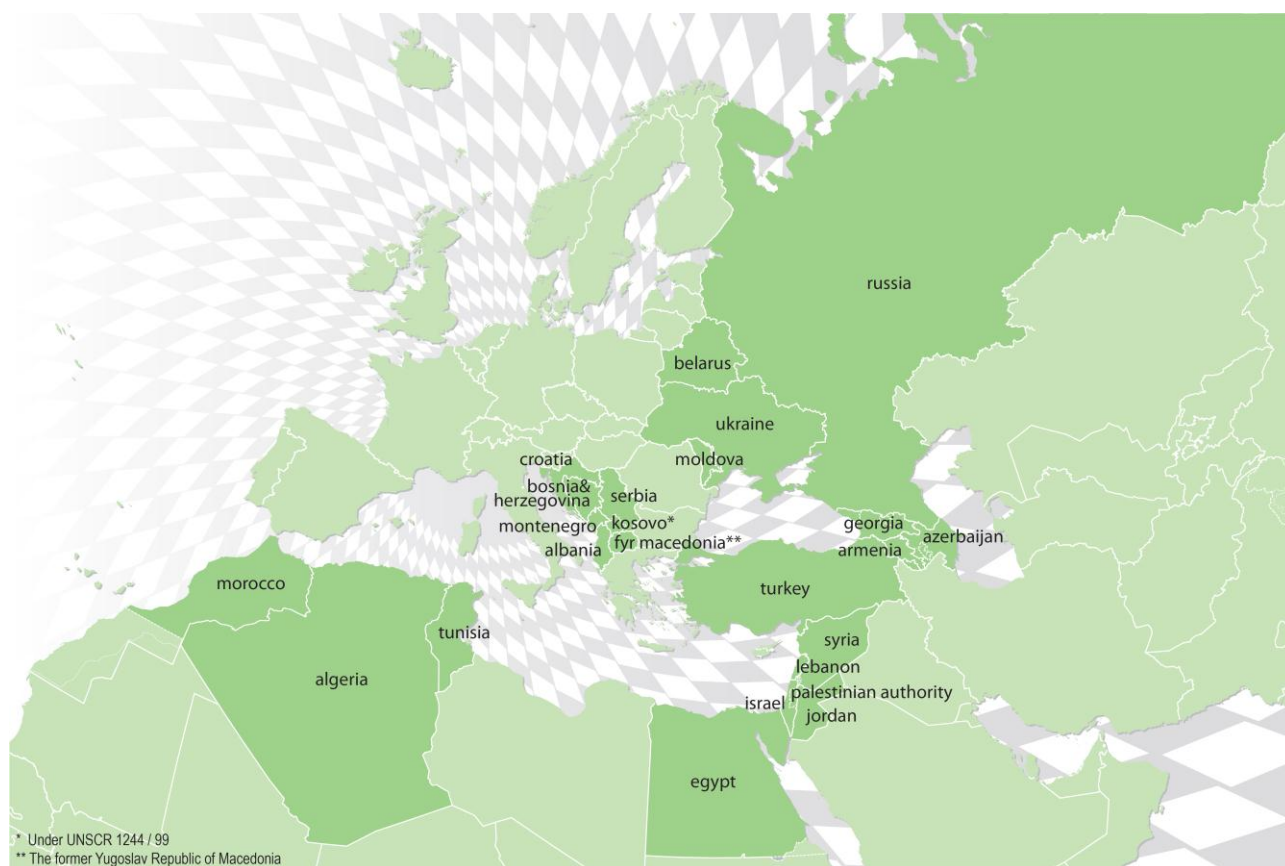 russia
belarus
ukraine
moldova
croatia
bosnia&
herzegovina
serbia
montenegro
kosovo*
albania
fyr macedonia**
georgia
armenia
azerbaijan
turkey
morocco
algeria
tunisia
syria
lebanon
palestinian authority
israel
jordan
egypt
* Under UNSCR 1244 / 99
** The former Yugoslav Republic of Macedonia